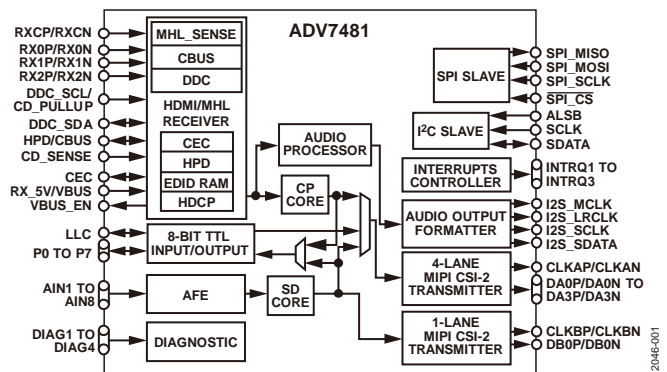 ADV7481
RXCP/RXCN
RX0P/RX0N
RX1P/RX1N
RX2P/RX2N
DDC_SCL/
CD_PULLUP
DDC_SDA
HPD/CBUS
CD_SENSE
CEC
RX_5V/VBUS
VBUS_EN
LLC
P0 TO P7
AIN1 TO
AIN8
DIAG1 TO
DIAG4
MHL_SENSE
CBUS
DDC
HDMI/MHL
RECEIVER
CEC
HPD
EDID RAM
HDCP
8-BIT TTL
INPUT/OUTPUT
AFE
DIAGNOSTIC
AUDIO
PROCESSOR
CP
CORE
SD
CORE
SPI SLAVE
I2C SLAVE
INTERRUPTS
CONTROLLER
AUDIO OUTPUT
FORMATTER
4-LANE
MIPI CSI-2
TRANSMITTER
1-LANE
MIPI CSI-2
TRANSMITTER
SPI_MISO
SPI_MOSI
SPI_SCLK
SPI_CS
ALSB
SCLK
SDATA
INTRQ1 TO
INTRQ3
I2S_MCLK
I2S_LRCLK
I2S_SCLK
I2S_SDATA
CLKAP/CLKAN
DA0P/DA0N TO
DA3P/DA3N
CLKBP/CLKBN
DB0P/DB0N
2046-001